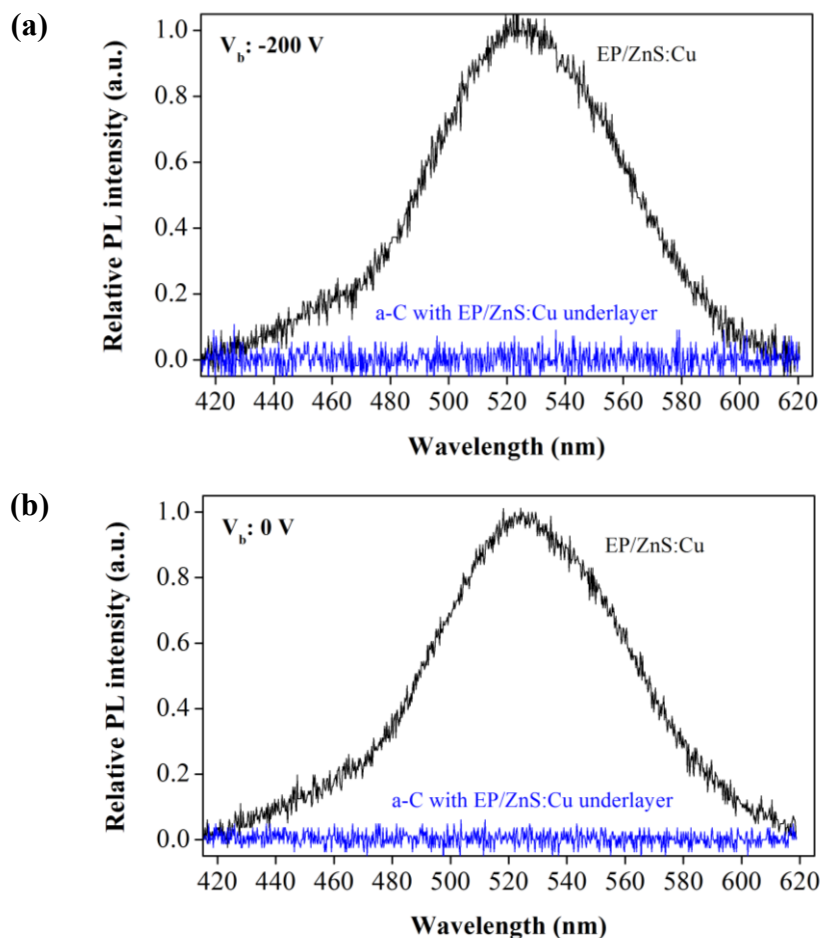 (a)
V_b: -200 V
EP/ZnS:Cu
a-C with EP/ZnS:Cu underlayer
Relative PL intensity (a.u.)
1.0
0.8
0.6
0.4
0.2
0.0
420 440 460 480 500 520 540 560 580 600 620
Wavelength (nm)
(b)
V_b: 0 V
EP/ZnS:Cu
a-C with EP/ZnS:Cu underlayer
Relative PL intensity (a.u.)
1.0
0.8
0.6
0.4
0.2
0.0
420 440 460 480 500 520 540 560 580 600 620
Wavelength (nm)